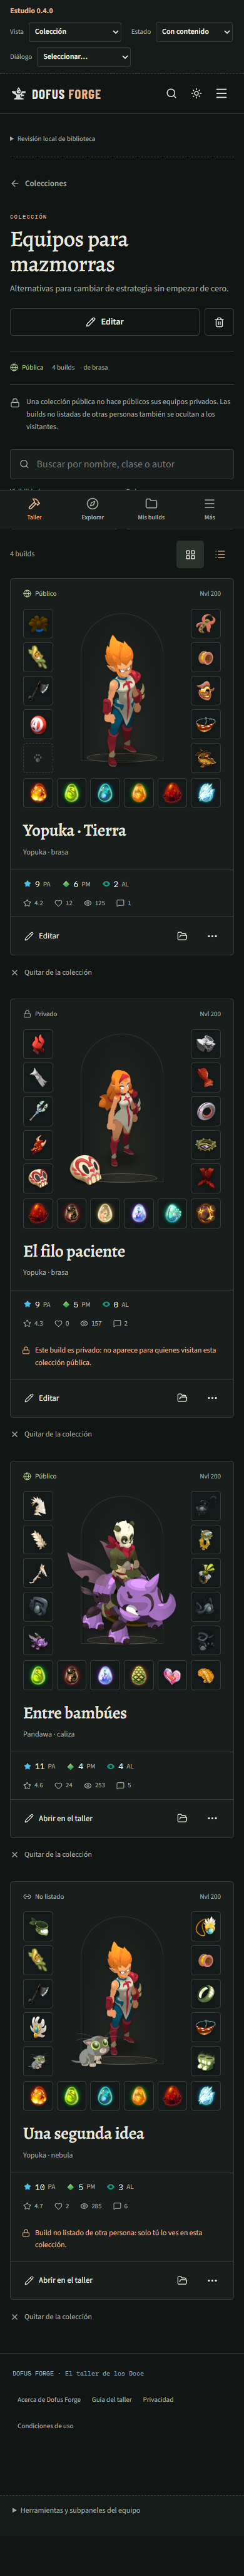 Estudio 0.4.0
Vista Colección Estado Con contenido
Diálogo Seleccionar...
DOFUS FORGE
Revisión local de biblioteca
Colecciones
COLECCIÓN
Equipos para
mazmorras
Alternativas para cambiar de estrategia sin empezar de cero.
Editar
Pública 4 builds de brasa
Una colección pública no hace públicos sus equipos privados. Las
builds no listadas de otras personas también se ocultan a los
visitantes.
Buscar por nombre, clase o autor
Taller Explorar Mis builds Más
4 builds
Público Nvl 200
Yopuka · Tierra
Yopuka · brasa
9 PA 6 PM 2 AL
4.2 12 125 1
Editar
Quitar de la colección
Privado Nvl 200
El filo paciente
Yopuka · brasa
9 PA 5 PM 0 AL
4.3 0 157 2
Este build es privado: no aparece para quienes visitan esta
colección pública.
Editar
Quitar de la colección
Público Nvl 200
Entre bambúes
Pandawa · caliza
11 PA 4 PM 4 AL
4.6 24 253 5
Abrir en el taller
Quitar de la colección
No listado Nvl 200
Una segunda idea
Yopuka · nebula
10 PA 5 PM 3 AL
4.7 2 285 6
Build no listado de otra persona: solo tú lo ves en esta
colección.
Abrir en el taller
Quitar de la colección
DOFUS FORGE · El taller de los Doce
Acerca de Dofus Forge Guía del taller Privacidad
Condiciones de uso
Herramientas y subpaneles del equipo